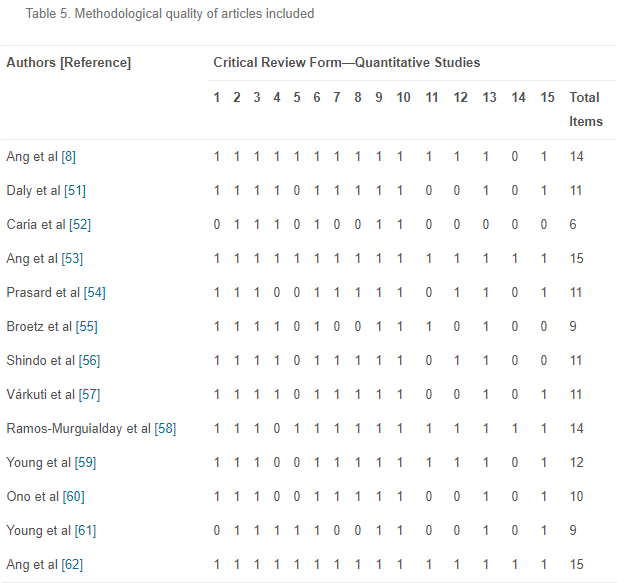 Table 5. Methodological quality of articles included
Authors [Reference] Critical Review Form—Quantitative Studies
1 2 3 4 5 6 7 8 9 10 11 12 13 14 15 Total
Items
Ang et al [8] 1 1 1 1 1 1 1 1 1 1 1 1 1 0 1 14
Daly et al [51] 1 1 1 1 0 1 1 1 1 1 0 0 1 0 1 11
Caria et al [52] 0 1 1 1 0 1 0 0 1 1 0 0 0 0 0 6
Ang et al [53] 1 1 1 1 1 1 1 1 1 1 1 1 1 1 1 15
Prasard et al [54] 1 1 1 0 0 1 1 1 1 1 0 1 1 0 1 11
Broetz et al [55] 1 1 1 1 0 1 0 0 1 1 1 0 1 0 0 9
Shindo et al [56] 1 1 1 1 0 1 1 1 1 1 0 1 1 0 0 11
Várkuti et al [57] 1 1 1 1 0 1 1 1 1 1 0 0 1 0 1 11
Ramos-Murguialday et al [58] 1 1 1 0 1 1 1 1 1 1 1 1 1 1 1 14
Young et al [59] 1 1 1 0 0 1 1 1 1 1 1 1 1 0 1 12
Ono et al [60] 1 1 1 0 0 1 1 1 1 1 0 0 1 0 1 10
Young et al [61] 0 1 1 1 1 1 0 0 1 1 0 0 1 0 1 9
Ang et al [62] 1 1 1 1 1 1 1 1 1 1 1 1 1 1 1 15